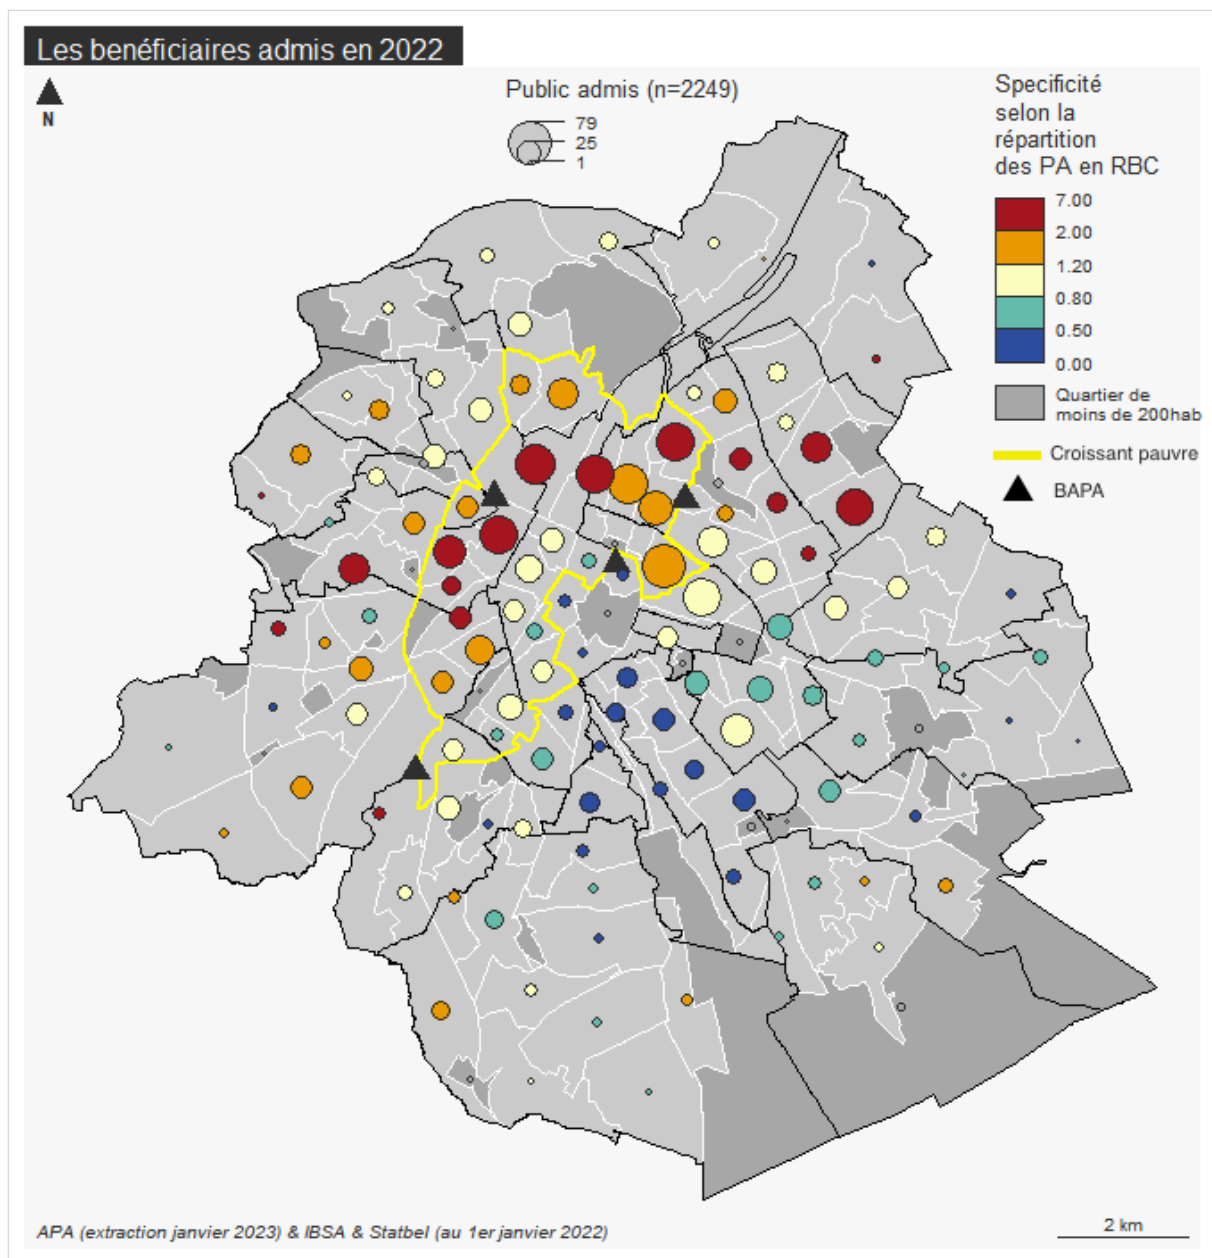 Les benéficiaires admis en 2022
N
Public admis (n=2249)
79
25
1
Specificité
selon la
répartition
des PA en RBC
7.00
2.00
1.20
0.80
0.50
0.00
Quartier de
moins de 200hab
Croissant pauvre
BAPA
APA (extraction janvier 2023) & IBSA & Statbel (au 1er janvier 2022)
2 km